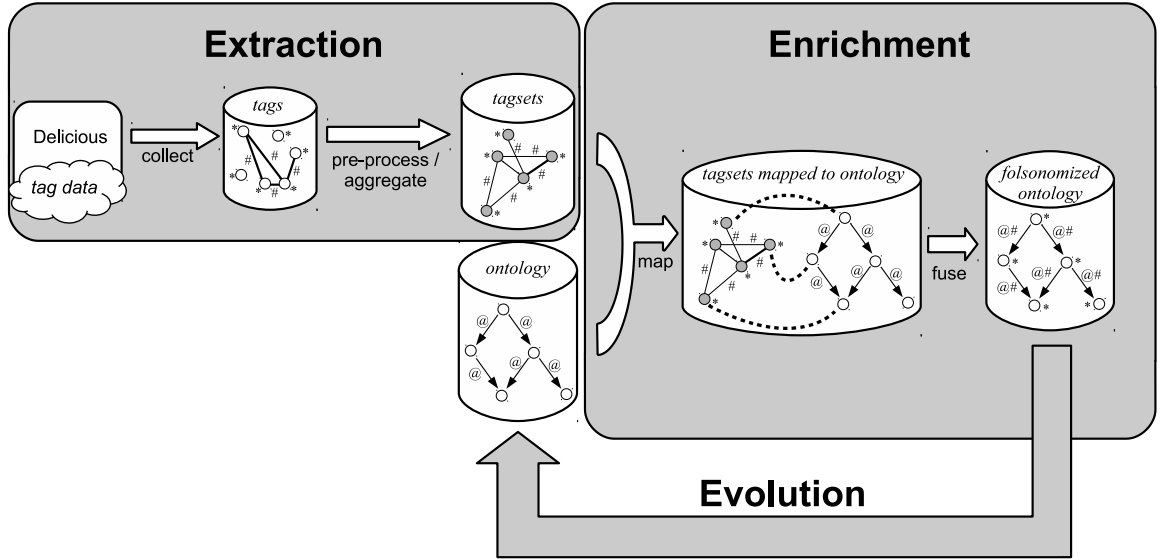 Extraction
Enrichment
Delicious
tag data
collect
tags
* * * * * *
# # # #
pre-process /
aggregate
tagsets
* * * * *
# # # # #
ontology
@ @
@ @ @
map
tagsets mapped to ontology
* * * * *
# # # # #
@ @
@ @ @
fuse
folsonomized
ontology
*
@# @#
* *
@# @# @#
* *
Evolution